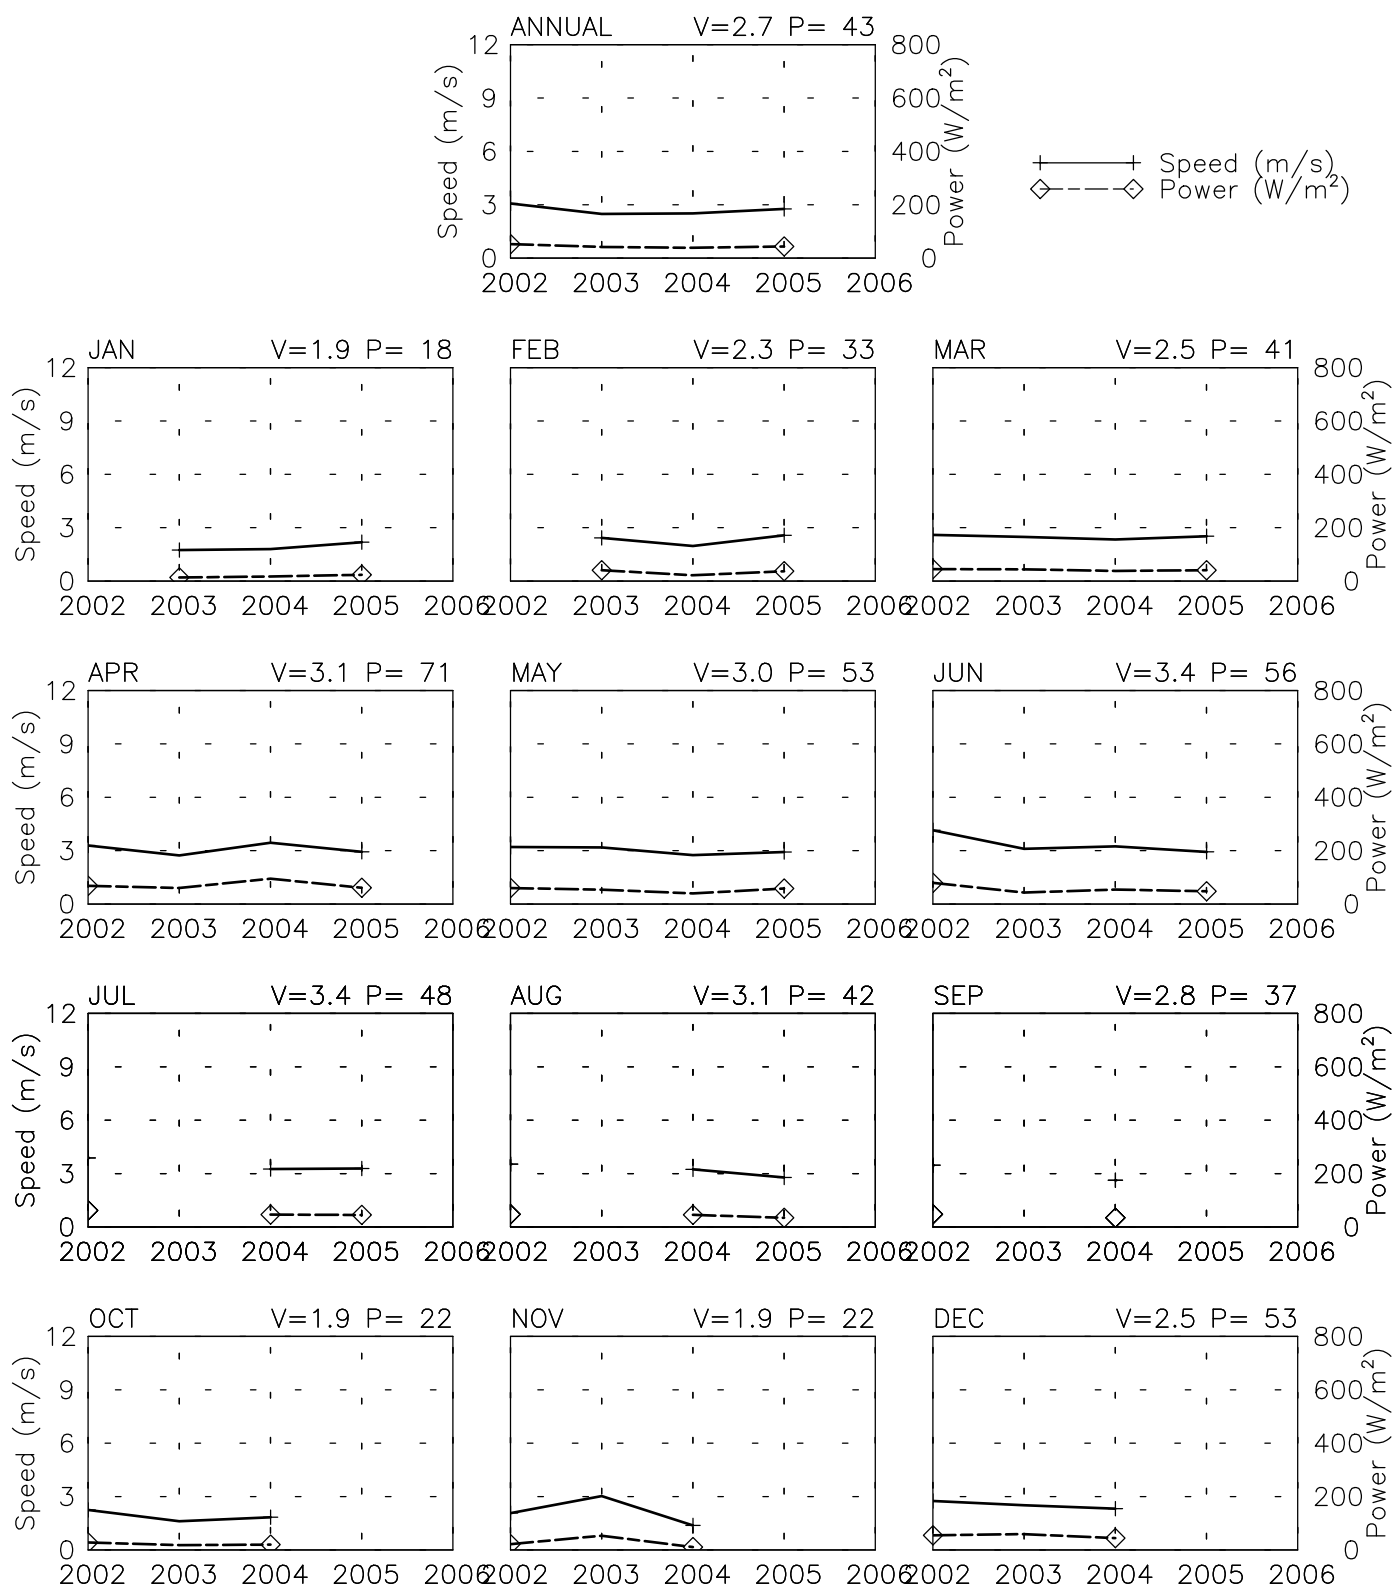 ANNUAL V=2.7 P= 43
12 800
9 600
6 400
3 200
0 0
Speed (m/s)
Power (W/m²)
2002 2003 2004 2005 2006
Speed (m/s)
Power (W/m²)
JAN V=1.9 P= 18 FEB V=2.3 P= 33 MAR V=2.5 P= 41
12 800
9 600
6 400
3 200
0 0
Speed (m/s)
Power (W/m²)
2002 2003 2004 2005 2006 2002 2003 2004 2005 2006 2002 2003 2004 2005 2006
APR V=3.1 P= 71 MAY V=3.0 P= 53 JUN V=3.4 P= 56
12 800
9 600
6 400
3 200
0 0
Speed (m/s)
Power (W/m²)
2002 2003 2004 2005 2006 2002 2003 2004 2005 2006 2002 2003 2004 2005 2006
JUL V=3.4 P= 48 AUG V=3.1 P= 42 SEP V=2.8 P= 37
12 800
9 600
6 400
3 200
0 0
Speed (m/s)
Power (W/m²)
2002 2003 2004 2005 2006 2002 2003 2004 2005 2006 2002 2003 2004 2005 2006
OCT V=1.9 P= 22 NOV V=1.9 P= 22 DEC V=2.5 P= 53
12 800
9 600
6 400
3 200
0 0
Speed (m/s)
Power (W/m²)
2002 2003 2004 2005 2006 2002 2003 2004 2005 2006 2002 2003 2004 2005 2006